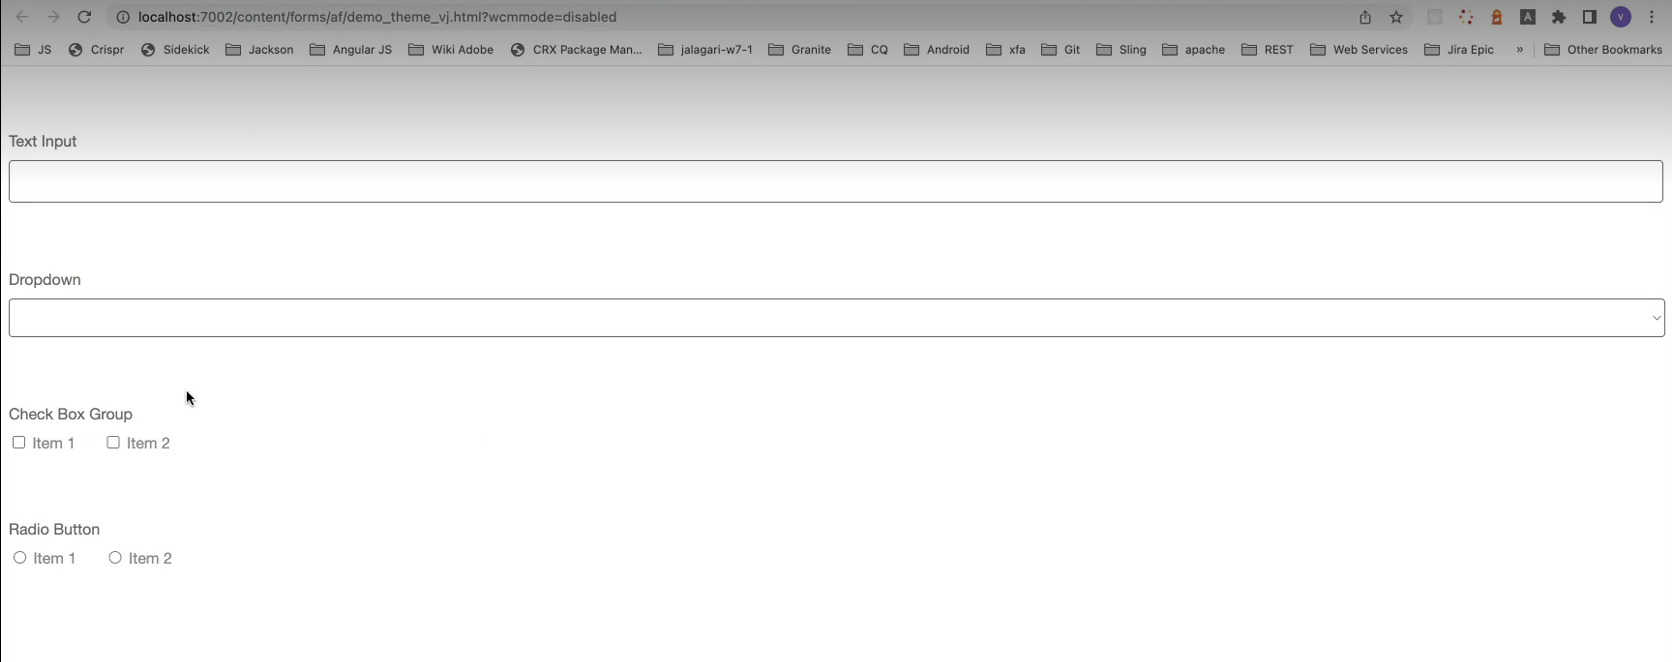 localhost:7002/content/forms/af/demo_theme_vj.html?wcmmode=disabled A V
JS Crispr Sidekick Jackson Angular JS Wiki Adobe CRX Package Man... jalagari-w7-1 Granite CQ Android xfa Git Sling apache REST Web Services Jira Epic » Other Bookmarks
Text Input
Dropdown
Check Box Group
Item 1 Item 2
Radio Button
Item 1 Item 2